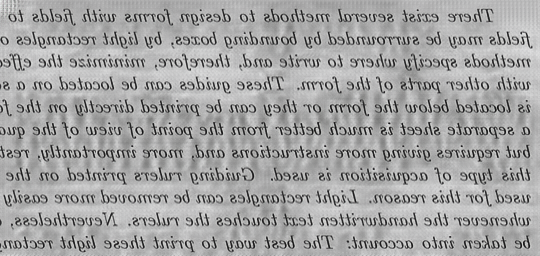 There exist several methods to design forms with fields to
fields may be surrounded by bounding boxes, by light rectangles o
methods specify where to write and, therefore, minimize the effe
with other parts of the form. These guides can be located on a s
is located below the form or they can be printed directly on the fo
a separate sheet is much better from the point of view of the qua
but requires giving more instructions and, more importantly, rest
this type of acquisition is used. Guiding rulers printed on the
used for this reason. Light rectangles can be removed more easily
whenever the handwritten text touches the rulers. Nevertheless,
be taken into account: The best way to print these light rectang